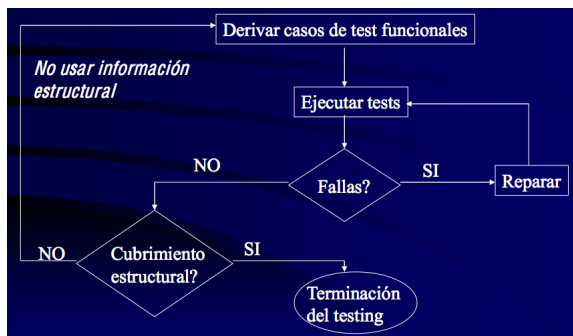 Derivar casos de test funcionales
No usar información
estructural
Ejecutar tests
NO
Fallas?
SI
Reparar
NO
Cubrimiento
estructural?
SI
Terminación
del testing